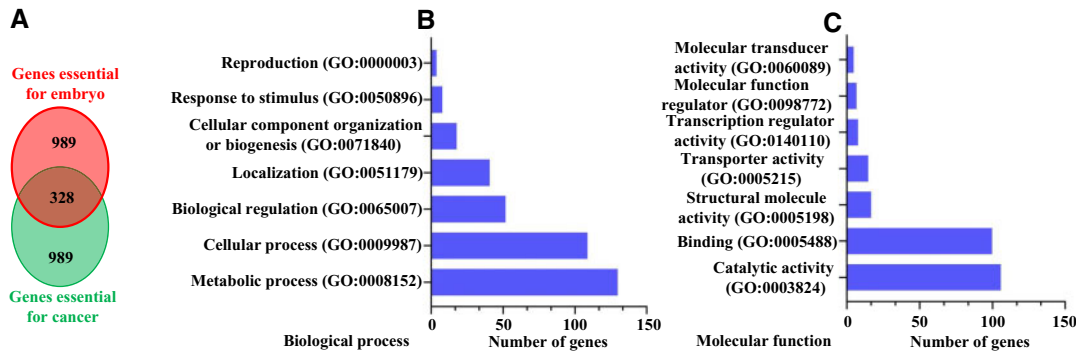 A
Genes essential
for embryo
989
328
989
Genes essential
for cancer
B
Reproduction (GO:0000003)
Response to stimulus (GO:0050896)
Cellular component organization
or biogenesis (GO:0071840)
Localization (GO:0051179)
Biological regulation (GO:0065007)
Cellular process (GO:0009987)
Metabolic process (GO:0008152)
0 50 100 150
Biological process
Number of genes
C
Molecular transducer
activity (GO:0060089)
Molecular function
regulator (GO:0098772)
Transcription regulator
activity (GO:0140110)
Transporter activity
(GO:0005215)
Structural molecule
activity (GO:0005198)
Binding (GO:0005488)
Catalytic activity
(GO:0003824)
0 50 100 150
Molecular function
Number of genes